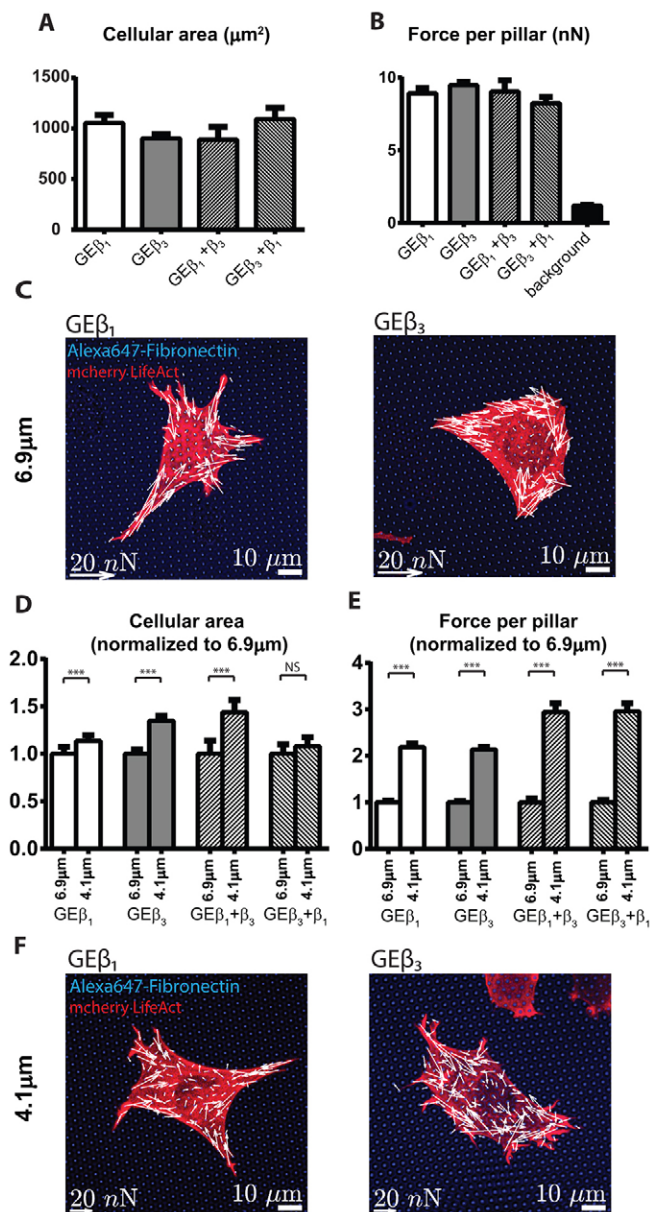 A
Cellular area (μm²)
1500
1000
500
0
GEβ₁
GEβ₃
GEβ₁ +β₃
GEβ₃ +β₁
B
Force per pillar (nN)
10
5
0
GEβ₁
GEβ₃
GEβ₁ +β₃
GEβ₃ +β₁
background
C
GEβ₁
GEβ₃
6.9μm
Alexa647-Fibronectin
mcherry LifeAct
20 nN
10 μm
20 nN
10 μm
D
Cellular area
(normalized to 6.9μm)
2.0
1.5
1.0
0.5
0.0
***
***
***
NS
6.9μm
4.1μm
6.9μm
4.1μm
6.9μm
4.1μm
6.9μm
4.1μm
GEβ₁
GEβ₃
GEβ₁+β₃
GEβ₃+β₁
E
Force per pillar
(normalized to 6.9μm)
4
3
2
1
0
***
***
***
***
6.9μm
4.1μm
6.9μm
4.1μm
6.9μm
4.1μm
6.9μm
4.1μm
GEβ₁
GEβ₃
GEβ₁+β₃
GEβ₃+β₁
F
GEβ₁
GEβ₃
4.1μm
Alexa647-Fibronectin
mcherry LifeAct
20 nN
10 μm
20 nN
10 μm